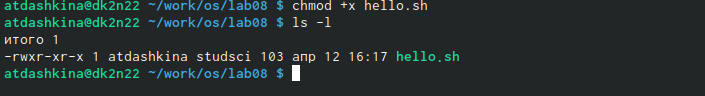 atdashkina@dk2n22 ~/work/os/lab08 $ chmod +x hello.sh
atdashkina@dk2n22 ~/work/os/lab08 $ ls -l
итого 1
-rwxr-xr-x 1 atdashkina studsci 103 апр 12 16:17 hello.sh
atdashkina@dk2n22 ~/work/os/lab08 $